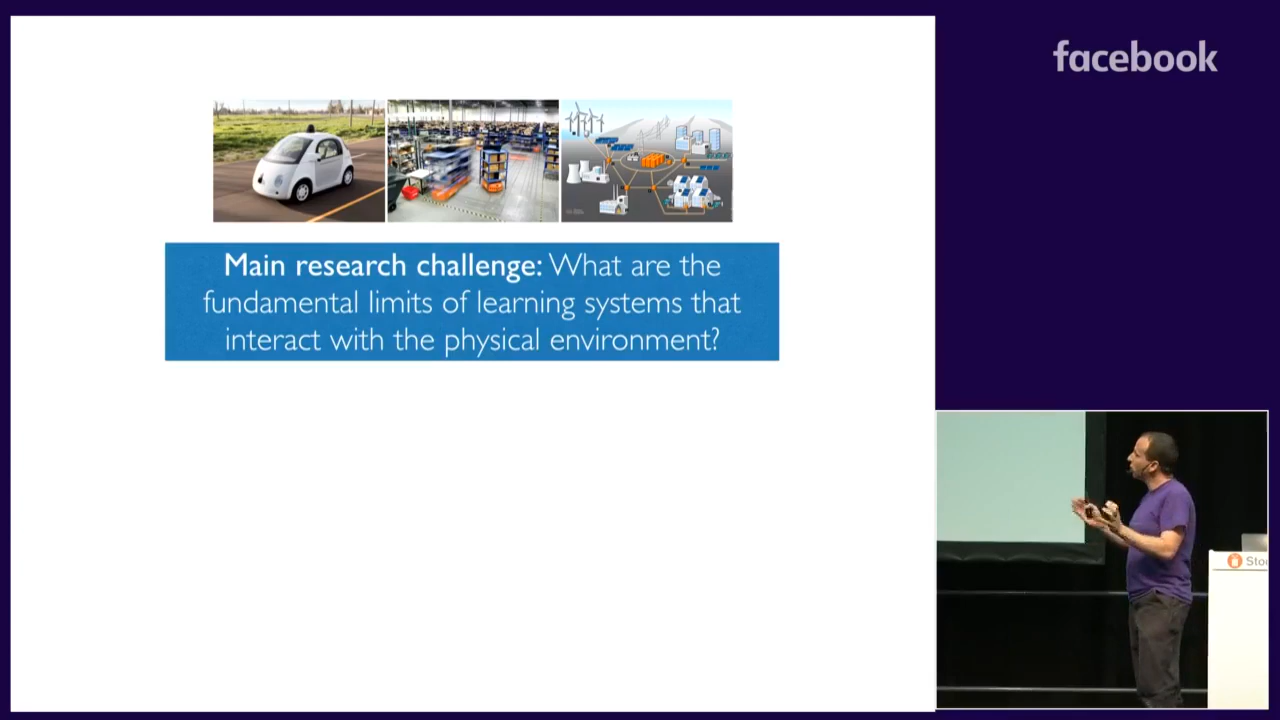 facebook
Main research challenge: What are the
fundamental limits of learning systems that
interact with the physical environment?